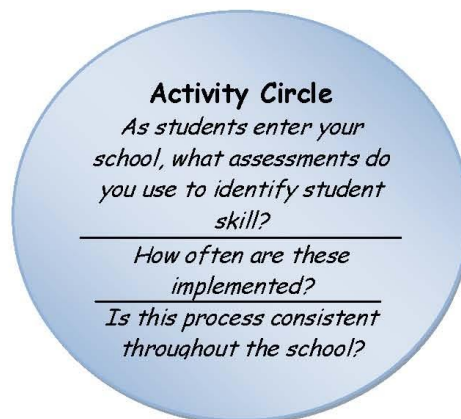 Activity Circle
As students enter your
school, what assessments do
you use to identify student
skill?
How often are these
implemented?
Is this process consistent
throughout the school?